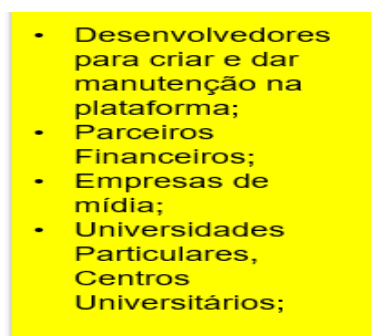 • Desenvolvedores
para criar e dar
manutenção na
plataforma;
• Parceiros
Financeiros;
• Empresas de
mídia;
• Universidades
Particulares,
Centros
Universitários;